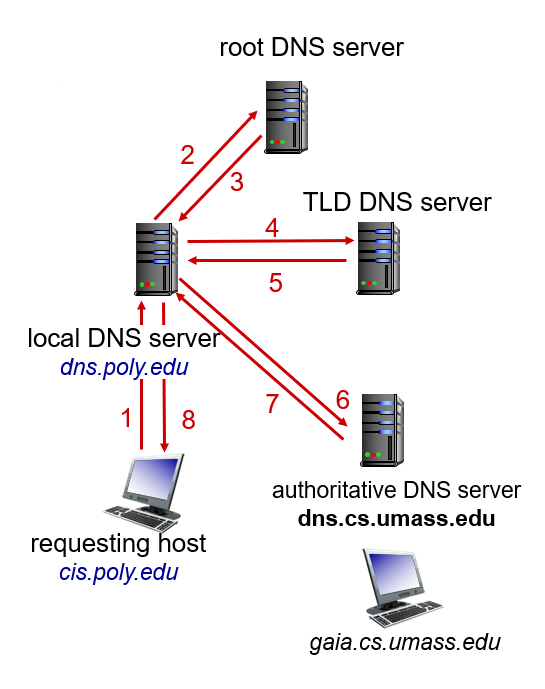 root DNS server
2
3
TLD DNS server
4
5
local DNS server
dns.poly.edu
1
8
7
6
authoritative DNS server
dns.cs.umass.edu
requesting host
cis.poly.edu
gaia.cs.umass.edu